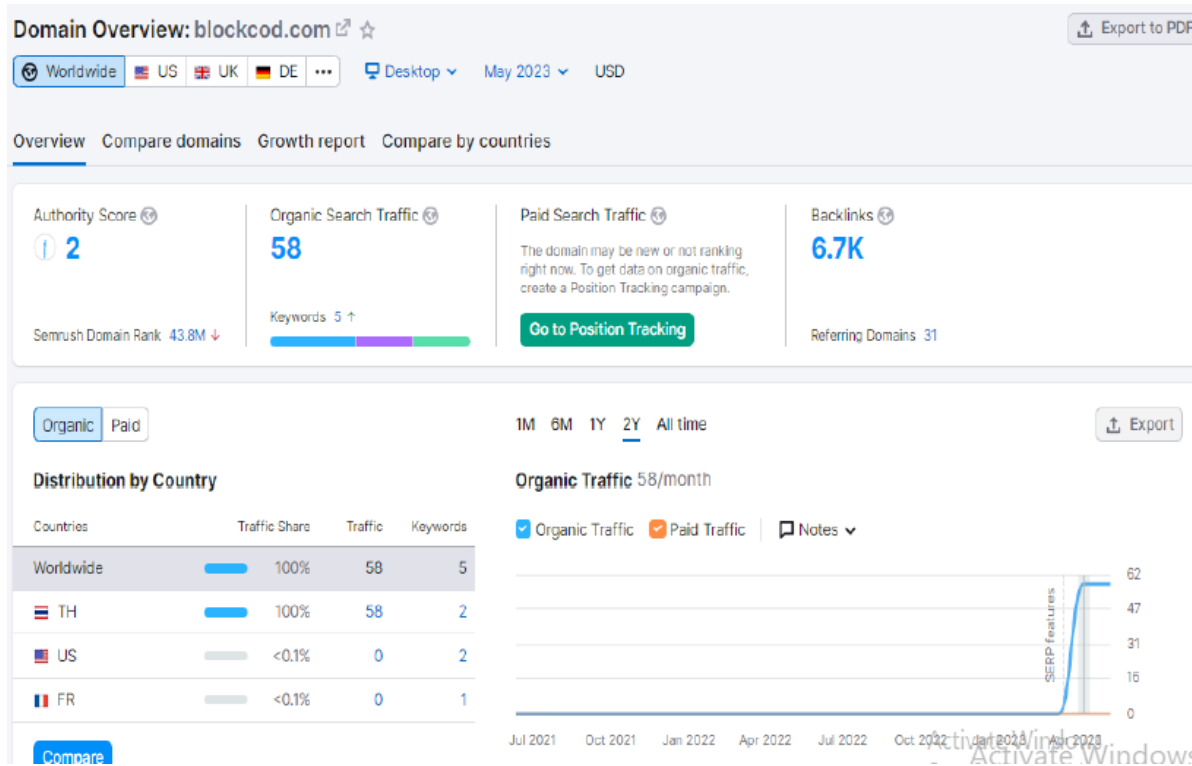 Domain Overview: blockcod.com
Export to PDF
Worldwide US UK DE ••• Desktop May 2023 USD
Overview Compare domains Growth report Compare by countries
Authority Score Organic Search Traffic Paid Search Traffic Backlinks
2 58 6.7K
The domain may be new or not ranking
right now. To get data on organic traffic,
create a Position Tracking campaign.
Keywords 5 ↑
Go to Position Tracking
Semrush Domain Rank 43.8M ↓ Referring Domains 31
Organic Paid 1M 6M 1Y 2Y All time Export
Distribution by Country Organic Traffic 58/month
Countries Traffic Share Traffic Keywords
Organic Traffic Paid Traffic Notes
Worldwide 100% 58 5
TH 100% 58 2
US <0.1% 0 2
FR <0.1% 0 1
SERP features
62
47
31
16
0
Jul 2021 Oct 2021 Jan 2022 Apr 2022 Jul 2022 Oct 2022 Jan 2023 Apr 2023
Compare
Activate Windows
Activate Windows